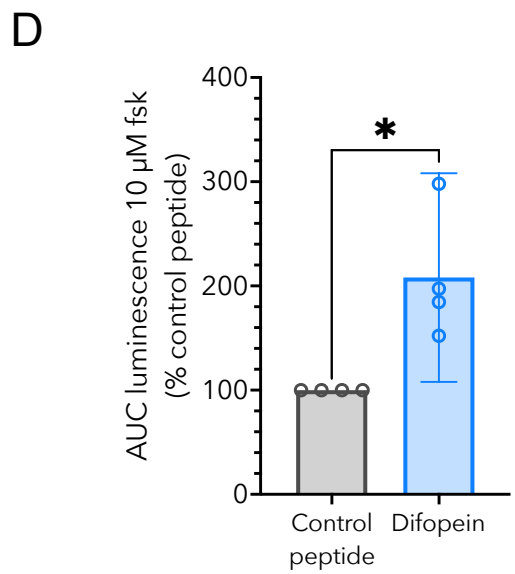 D
AUC luminescence 10 µM fsk
(% control peptide)
400
300
200
100
0
*
Control
peptide
Difopein